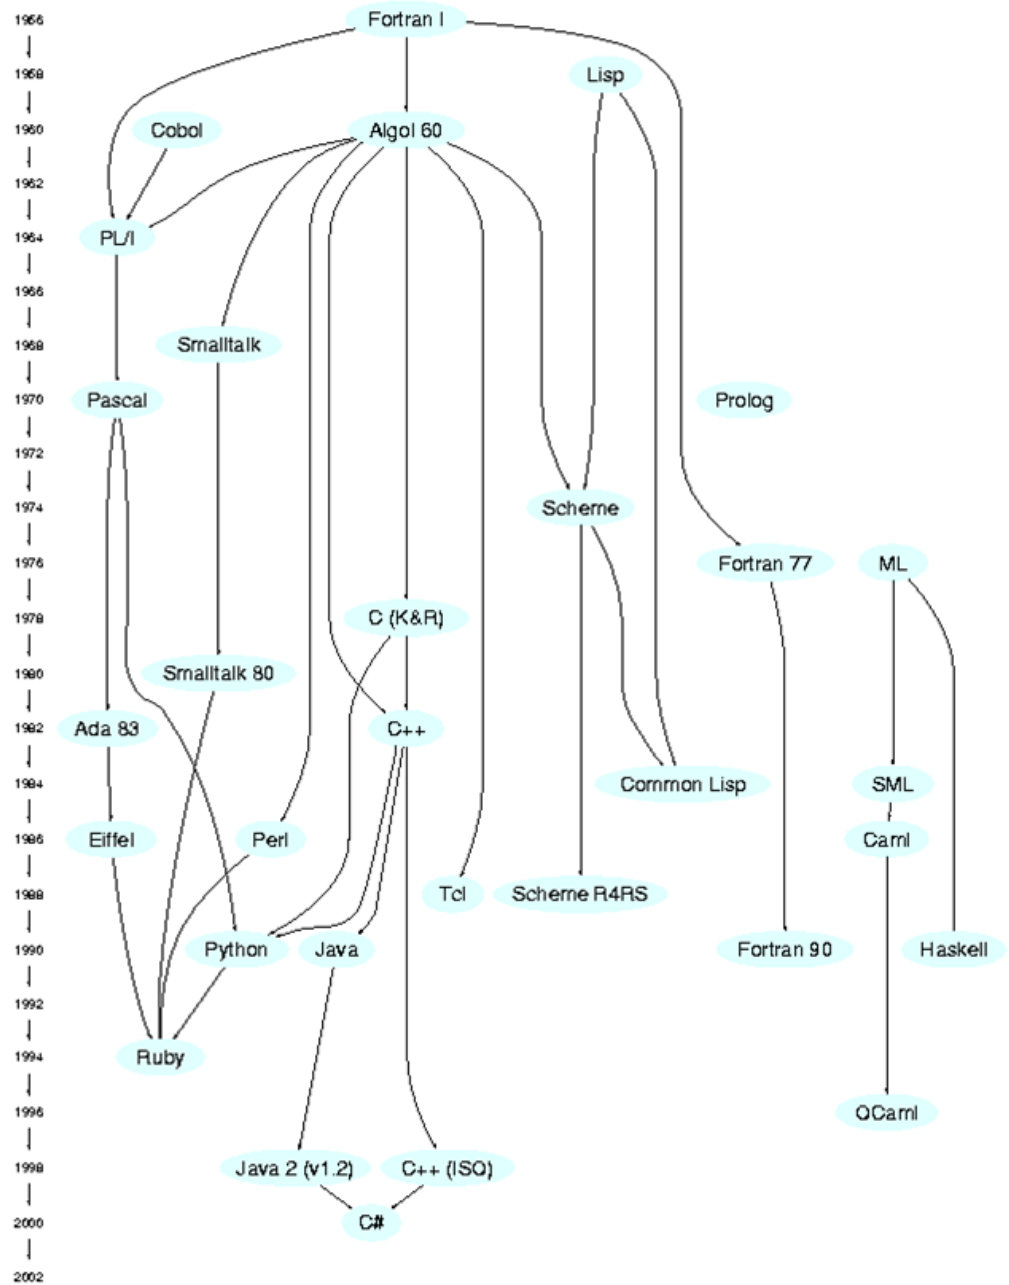 1956
Fortran I
1958
Lisp
1960
Cobol
Algol 60
1962
1964
PL/I
1966
1968
Smalltalk
1970
Pascal
Prolog
1972
1974
Scheme
1976
Fortran 77
ML
1978
C (K&R)
1980
Smalltalk 80
1982
Ada 83
C++
1984
Common Lisp
SML
1986
Eiffel
Perl
Caml
1988
Tcl
Scheme R4RS
1990
Python
Java
Fortran 90
Haskell
1992
1994
Ruby
1996
OCaml
1998
Java 2 (v1.2)
C++ (ISO)
2000
C#
2002